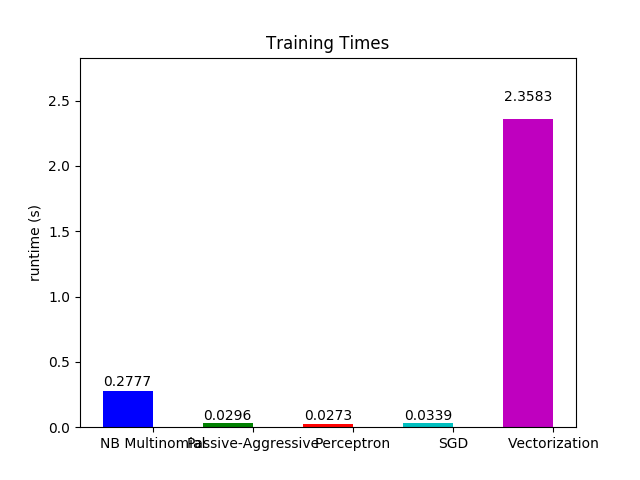 Training Times
runtime (s)
2.5
2.0
1.5
1.0
0.5
0.0
0.2777
0.0296
0.0273
0.0339
2.3583
NB Multinomial
Passive-Aggressive
Perceptron
SGD
Vectorization